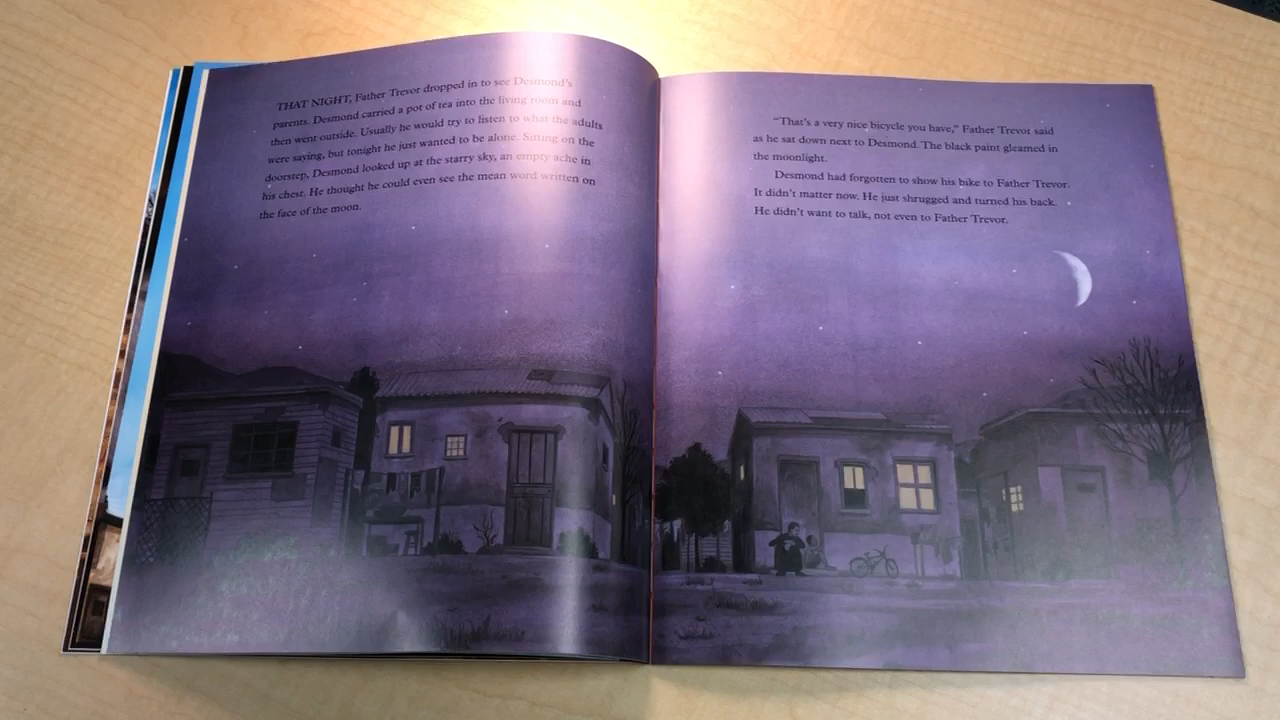 THAT NIGHT, Father Trevor dropped in to see Desmond's
parents. Desmond carried a pot of tea into the living room and
then went outside. Usually he would try to listen to what the adults
were saying, but tonight he just wanted to be alone. Sitting on the
doorstep, Desmond looked up at the starry sky, an empty ache in
his chest. He thought he could even see the mean word written on
the face of the moon.
“That’s a very nice bicycle you have,” Father Trevor said
as he sat down next to Desmond. The black paint gleamed in
the moonlight.
Desmond had forgotten to show his bike to Father Trevor.
It didn’t matter now. He just shrugged and turned his back.
He didn’t want to talk, not even to Father Trevor.